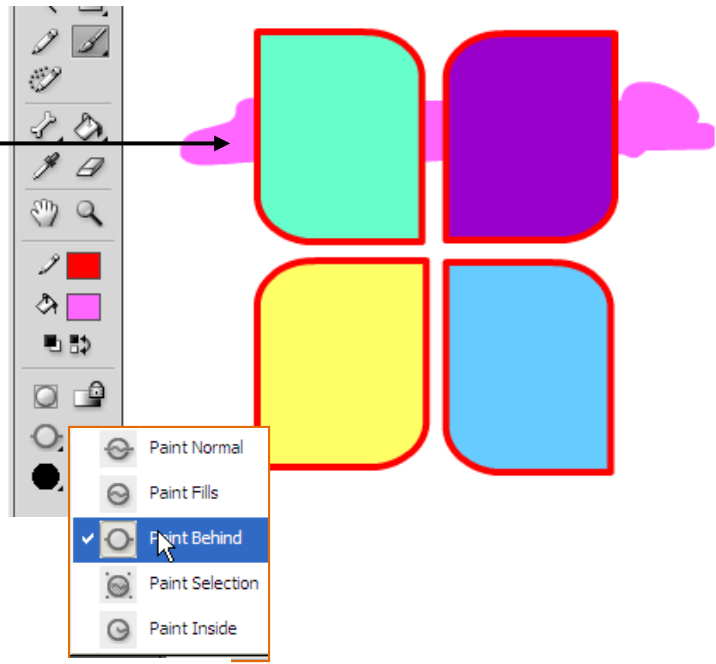 Paint Normal
Paint Fills
Paint Behind
Paint Selection
Paint Inside